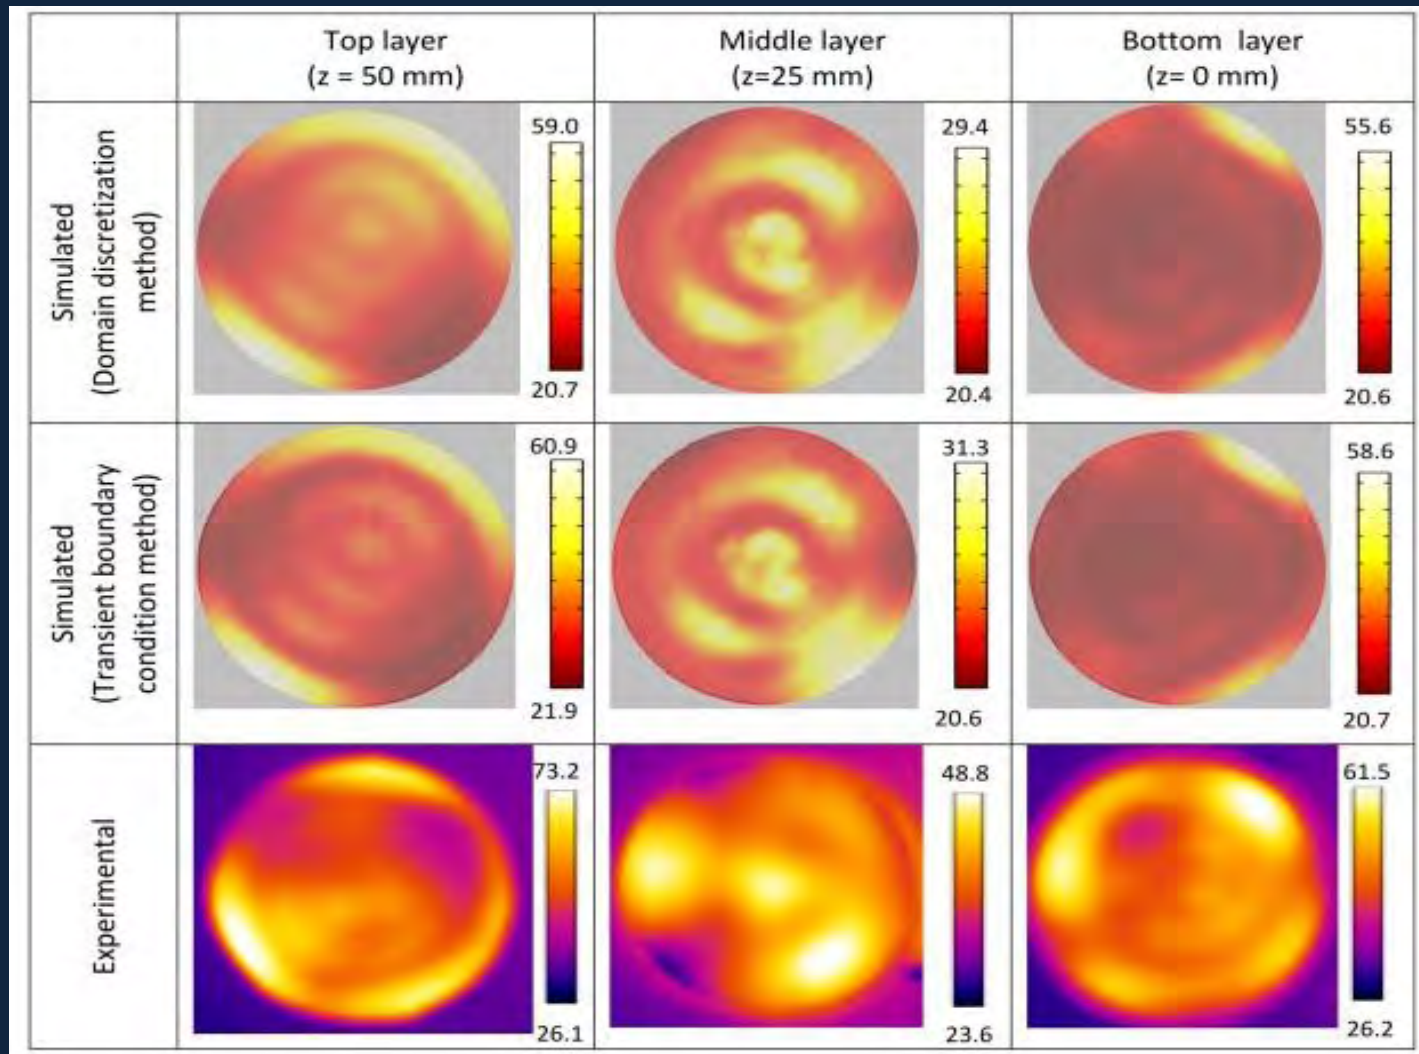 Top layer
(z = 50 mm)
Middle layer
(z=25 mm)
Bottom layer
(z= 0 mm)
Simulated
(Domain discretization
method)
59.0
20.7
29.4
20.4
55.6
20.6
Simulated
(Transient boundary
condition method)
60.9
21.9
31.3
20.6
58.6
20.7
Experimental
73.2
26.1
48.8
23.6
61.5
26.2